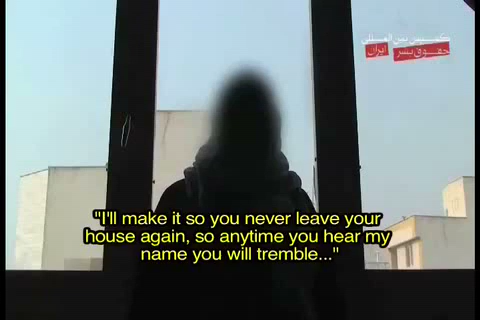 کمپین بین المللی
حقوق بشر ایران
"I'll make it so you never leave your
house again, so anytime you hear my
name you will tremble..."